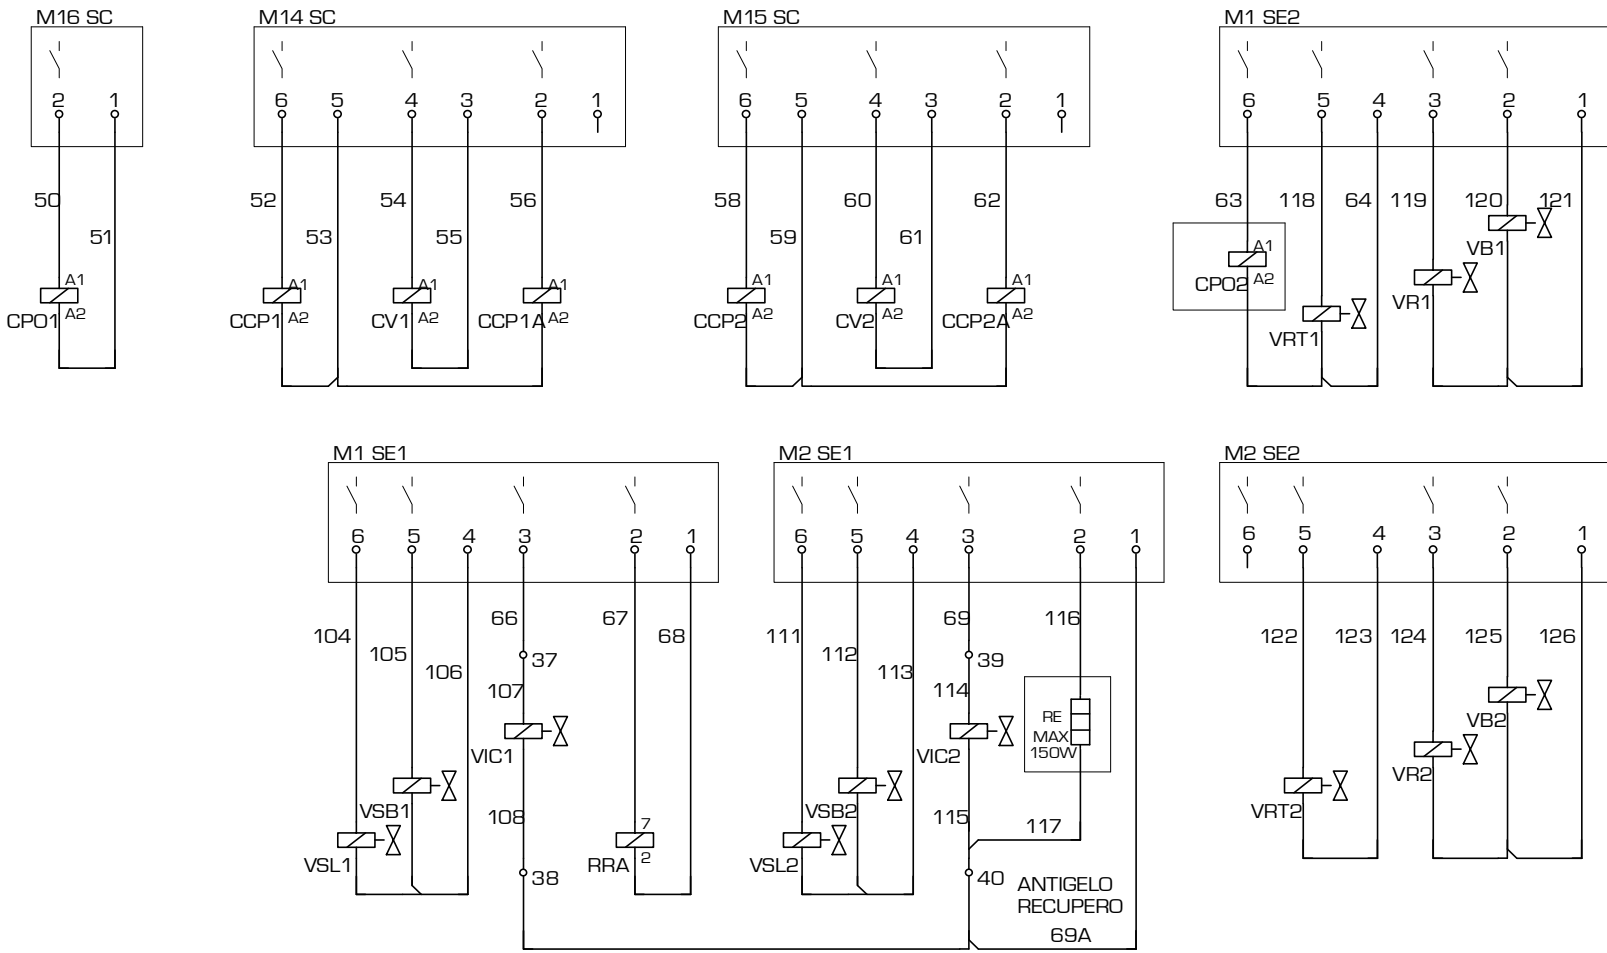 M16 SC M14 SC M15 SC M1 SE2
2 1 6 5 4 3 2 1 6 5 4 3 2 1 6 5 4 3 2 1
50 52 54 56 58 60 62 63 118 64 119 120 121
51 53 55 59 61
A1 VB1
CPO2 A2
VR1
A1 A1 A1 A1 A1 A1 A1
CPO1 A2 CCP1 A2 CV1 A2 CCP1A A2 CCP2 A2 CV2 A2 CCP2A A2
VRT1
M1 SE1 M2 SE1 M2 SE2
6 5 4 3 2 1 6 5 4 3 2 1 6 5 4 3 2 1
66 67 69 116
104 68 111 122 123 124 125 126
105 112
37 39
106 113
107 114
RE
MAX
150W
VB2
VIC1 VIC2
VR2
VSB1 VSB2 VRT2
108 115
7 117
VSL1 RRA 2 VSL2
38 40
ANTIGELO
RECUPERO
69A